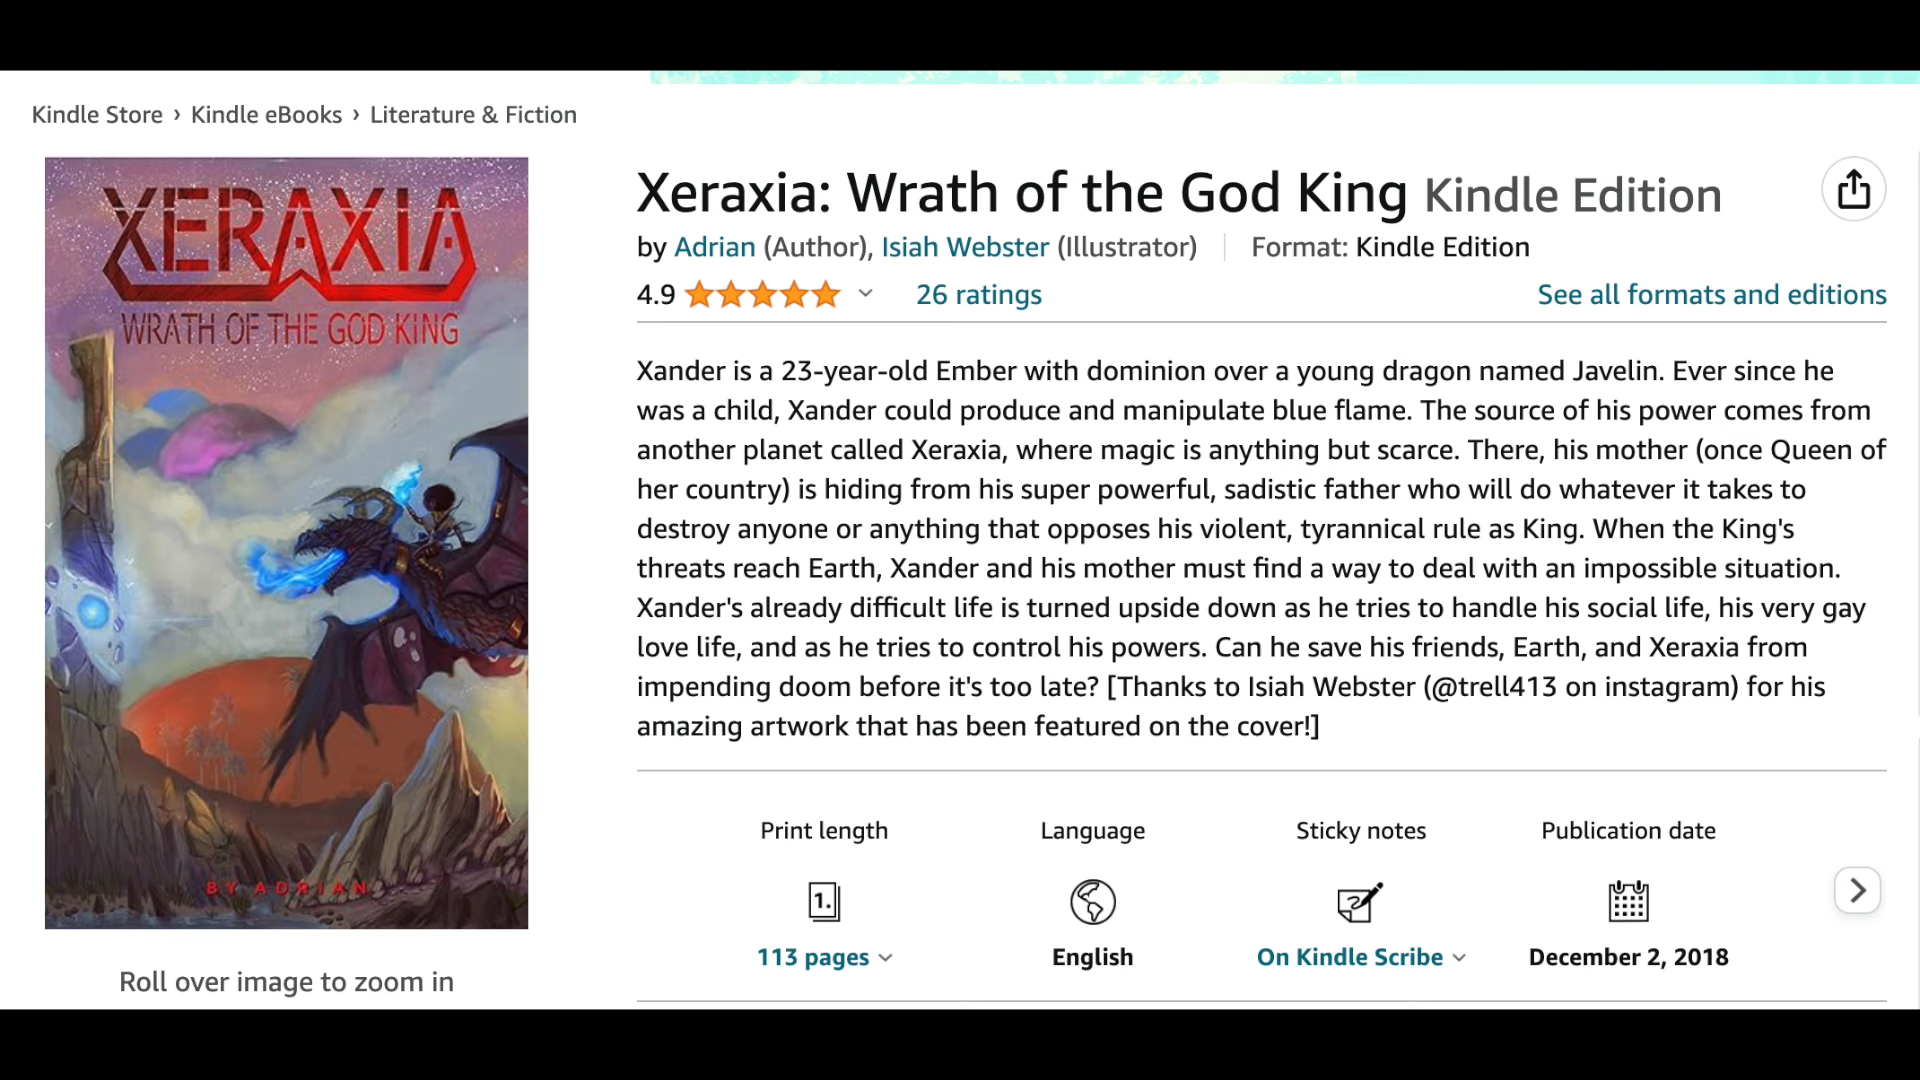 Kindle Store › Kindle eBooks › Literature & Fiction
XERAXIA
WRATH OF THE GOD KING
BY ADRIAN
Roll over image to zoom in
Xeraxia: Wrath of the God King Kindle Edition
by Adrian (Author), Isiah Webster (Illustrator) Format: Kindle Edition
4.9 26 ratings See all formats and editions
Xander is a 23-year-old Ember with dominion over a young dragon named Javelin. Ever since he
was a child, Xander could produce and manipulate blue flame. The source of his power comes from
another planet called Xeraxia, where magic is anything but scarce. There, his mother (once Queen of
her country) is hiding from his super powerful, sadistic father who will do whatever it takes to
destroy anyone or anything that opposes his violent, tyrannical rule as King. When the King's
threats reach Earth, Xander and his mother must find a way to deal with an impossible situation.
Xander's already difficult life is turned upside down as he tries to handle his social life, his very gay
love life, and as he tries to control his powers. Can he save his friends, Earth, and Xeraxia from
impending doom before it's too late? [Thanks to Isiah Webster (@trell413 on instagram) for his
amazing artwork that has been featured on the cover!]
Print length Language Sticky notes Publication date
1.
113 pages English On Kindle Scribe December 2, 2018